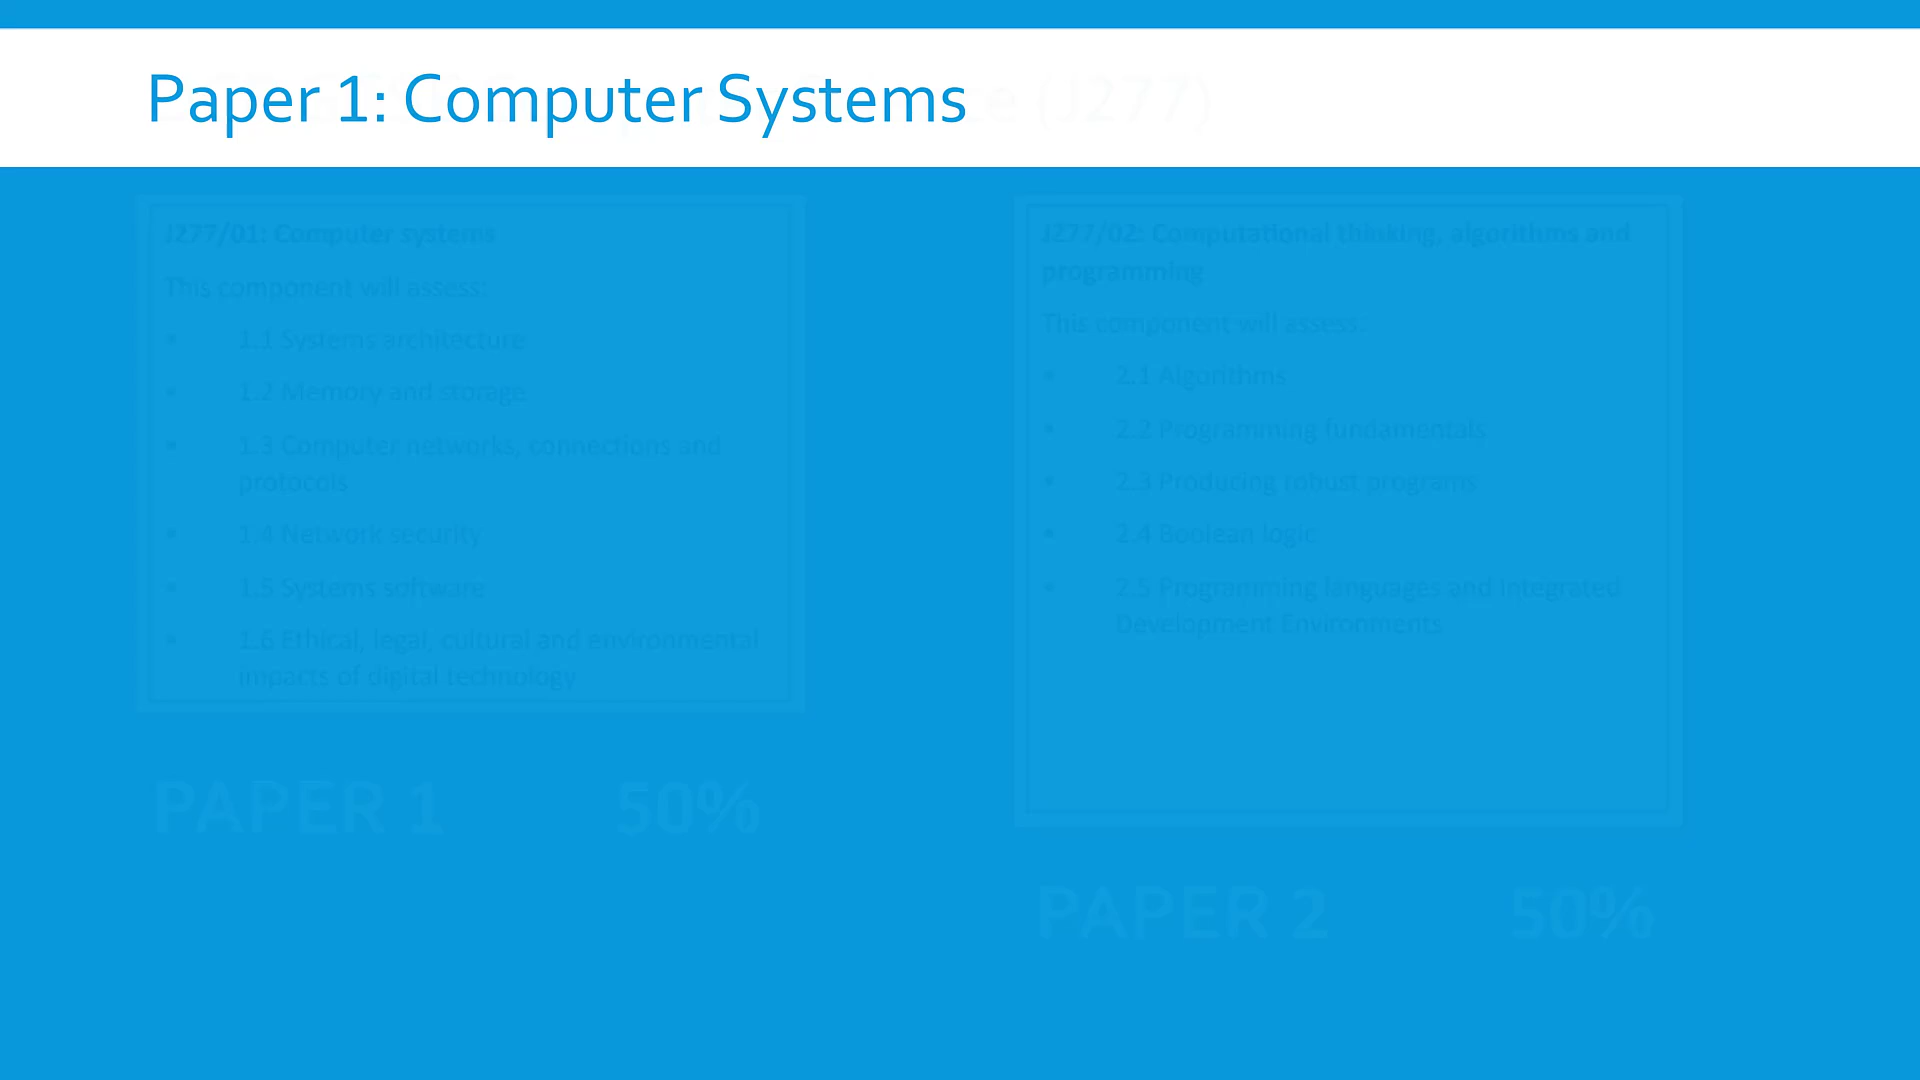 Paper 1: Computer Systems
(J277)
J277/01: Computer systems
This component will assess:
• 1.1 Systems architecture
• 1.2 Memory and storage
• 1.3 Computer networks, connections and
protocols
• 1.4 Network security
• 1.5 Systems software
• 1.6 Ethical, legal, cultural and environmental
impacts of digital technology
PAPER 1 50%
J277/02: Computational thinking, algorithms and
programming
This component will assess:
• 2.1 Algorithms
• 2.2 Programming fundamentals
• 2.3 Producing robust programs
• 2.4 Boolean logic
• 2.5 Programming languages and Integrated
Development Environments
PAPER 2 50%